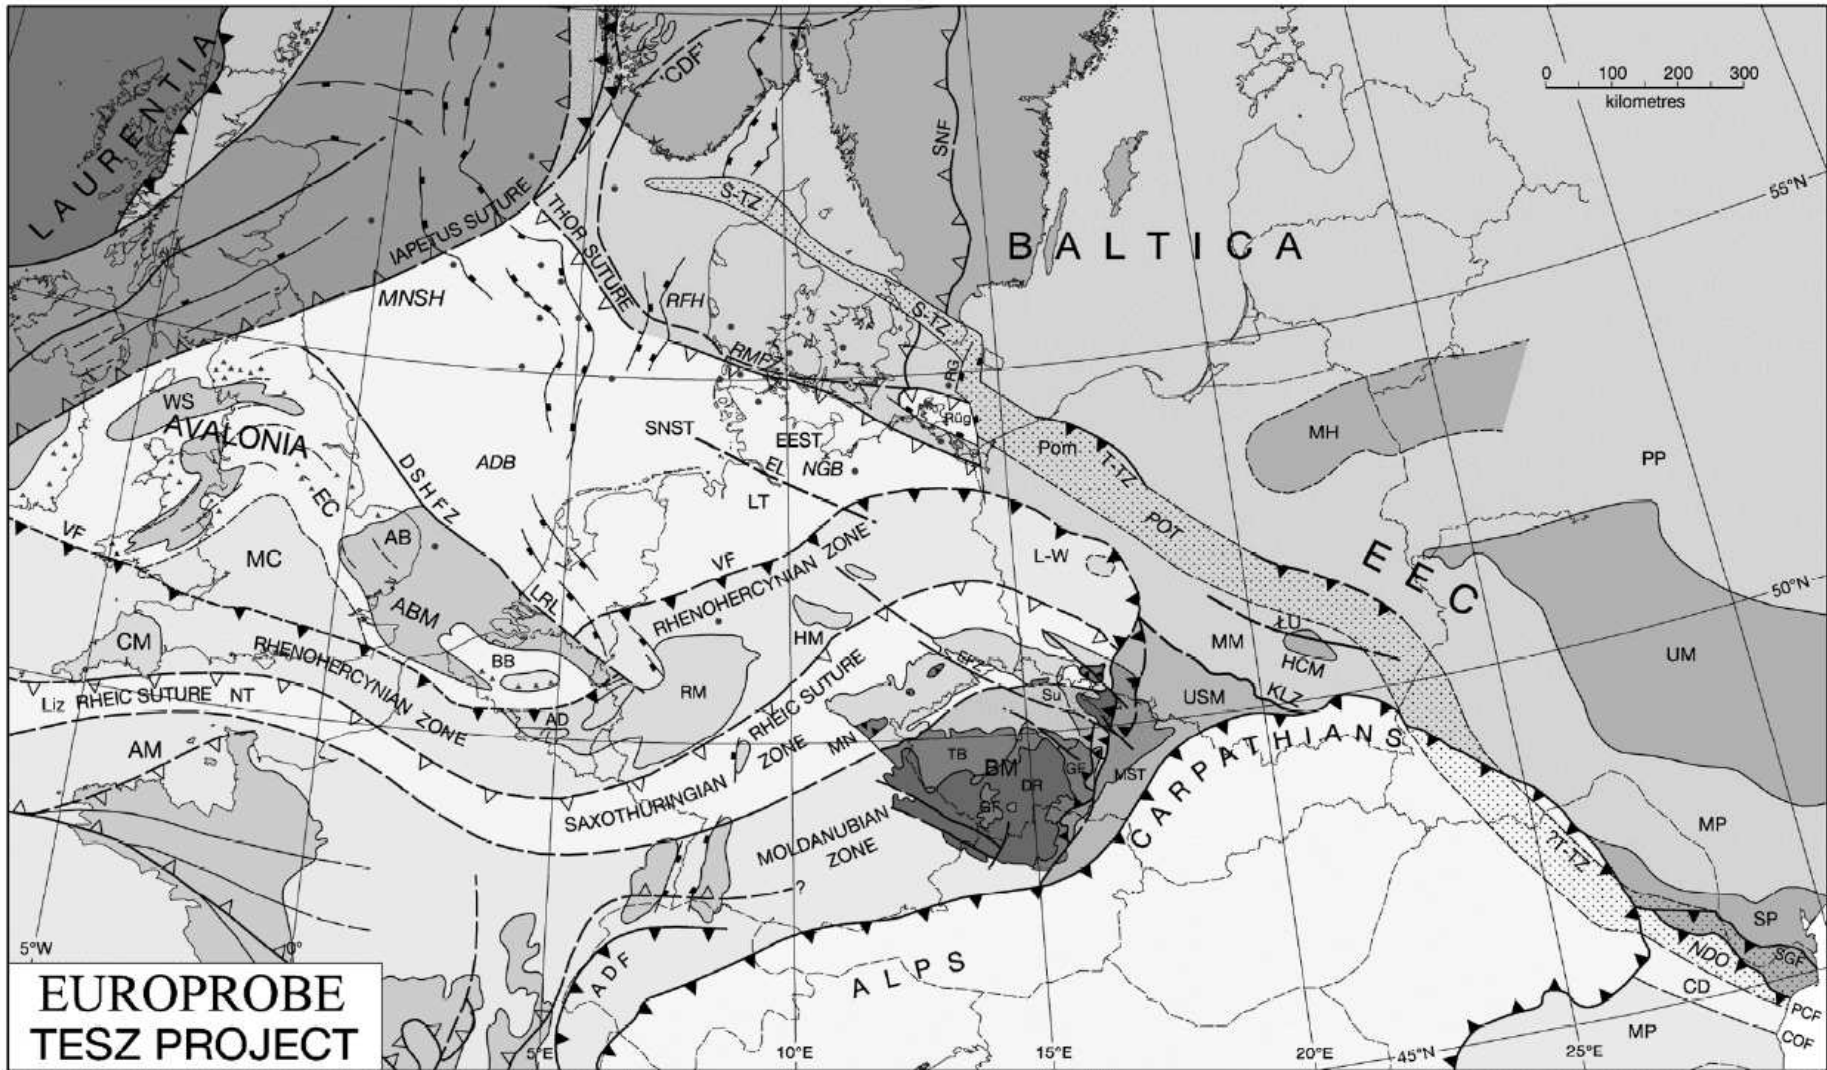 LAURENTIA
'CDF'
0 100 200 300
kilometres
SNF
55°N
S-TZ
IAPETUS SUTURE
THOR SUTURE
BALTICA
MNSH
RFH
S-TZ
RMFZ
RG
WS
AVALONIA
Rüg
SNST
EEST
Pom
MH
DSHFZ
ADB
EL
NGB
T-TZ
PP
EC
LT
POT
VF
AB
MC
VF
L-W
EEC
RHENOHERCYNIAN ZONE
50°N
ABM
LRL
CM
RHENOHERCYNIAN ZONE
HM
MM
LU
HCM
UM
BB
EFZ
RM
Su
USM
KLZ
Liz
RHEIC SUTURE
NT
RHEIC SUTURE
AD
AM
MN
TB
BM
DR
GF
GF
MST
CARPATHIANS
SAXOTHURINGIAN ZONE
MOLDANUBIAN
ZONE
MP
?T-TZ
?
SP
ADF
ALPS
NDO
SGF
CD
PCF
COF
MP
5°W
0°
5°E
10°E
15°E
20°E
45°N
25°E
EUROPROBE
TESZ PROJECT